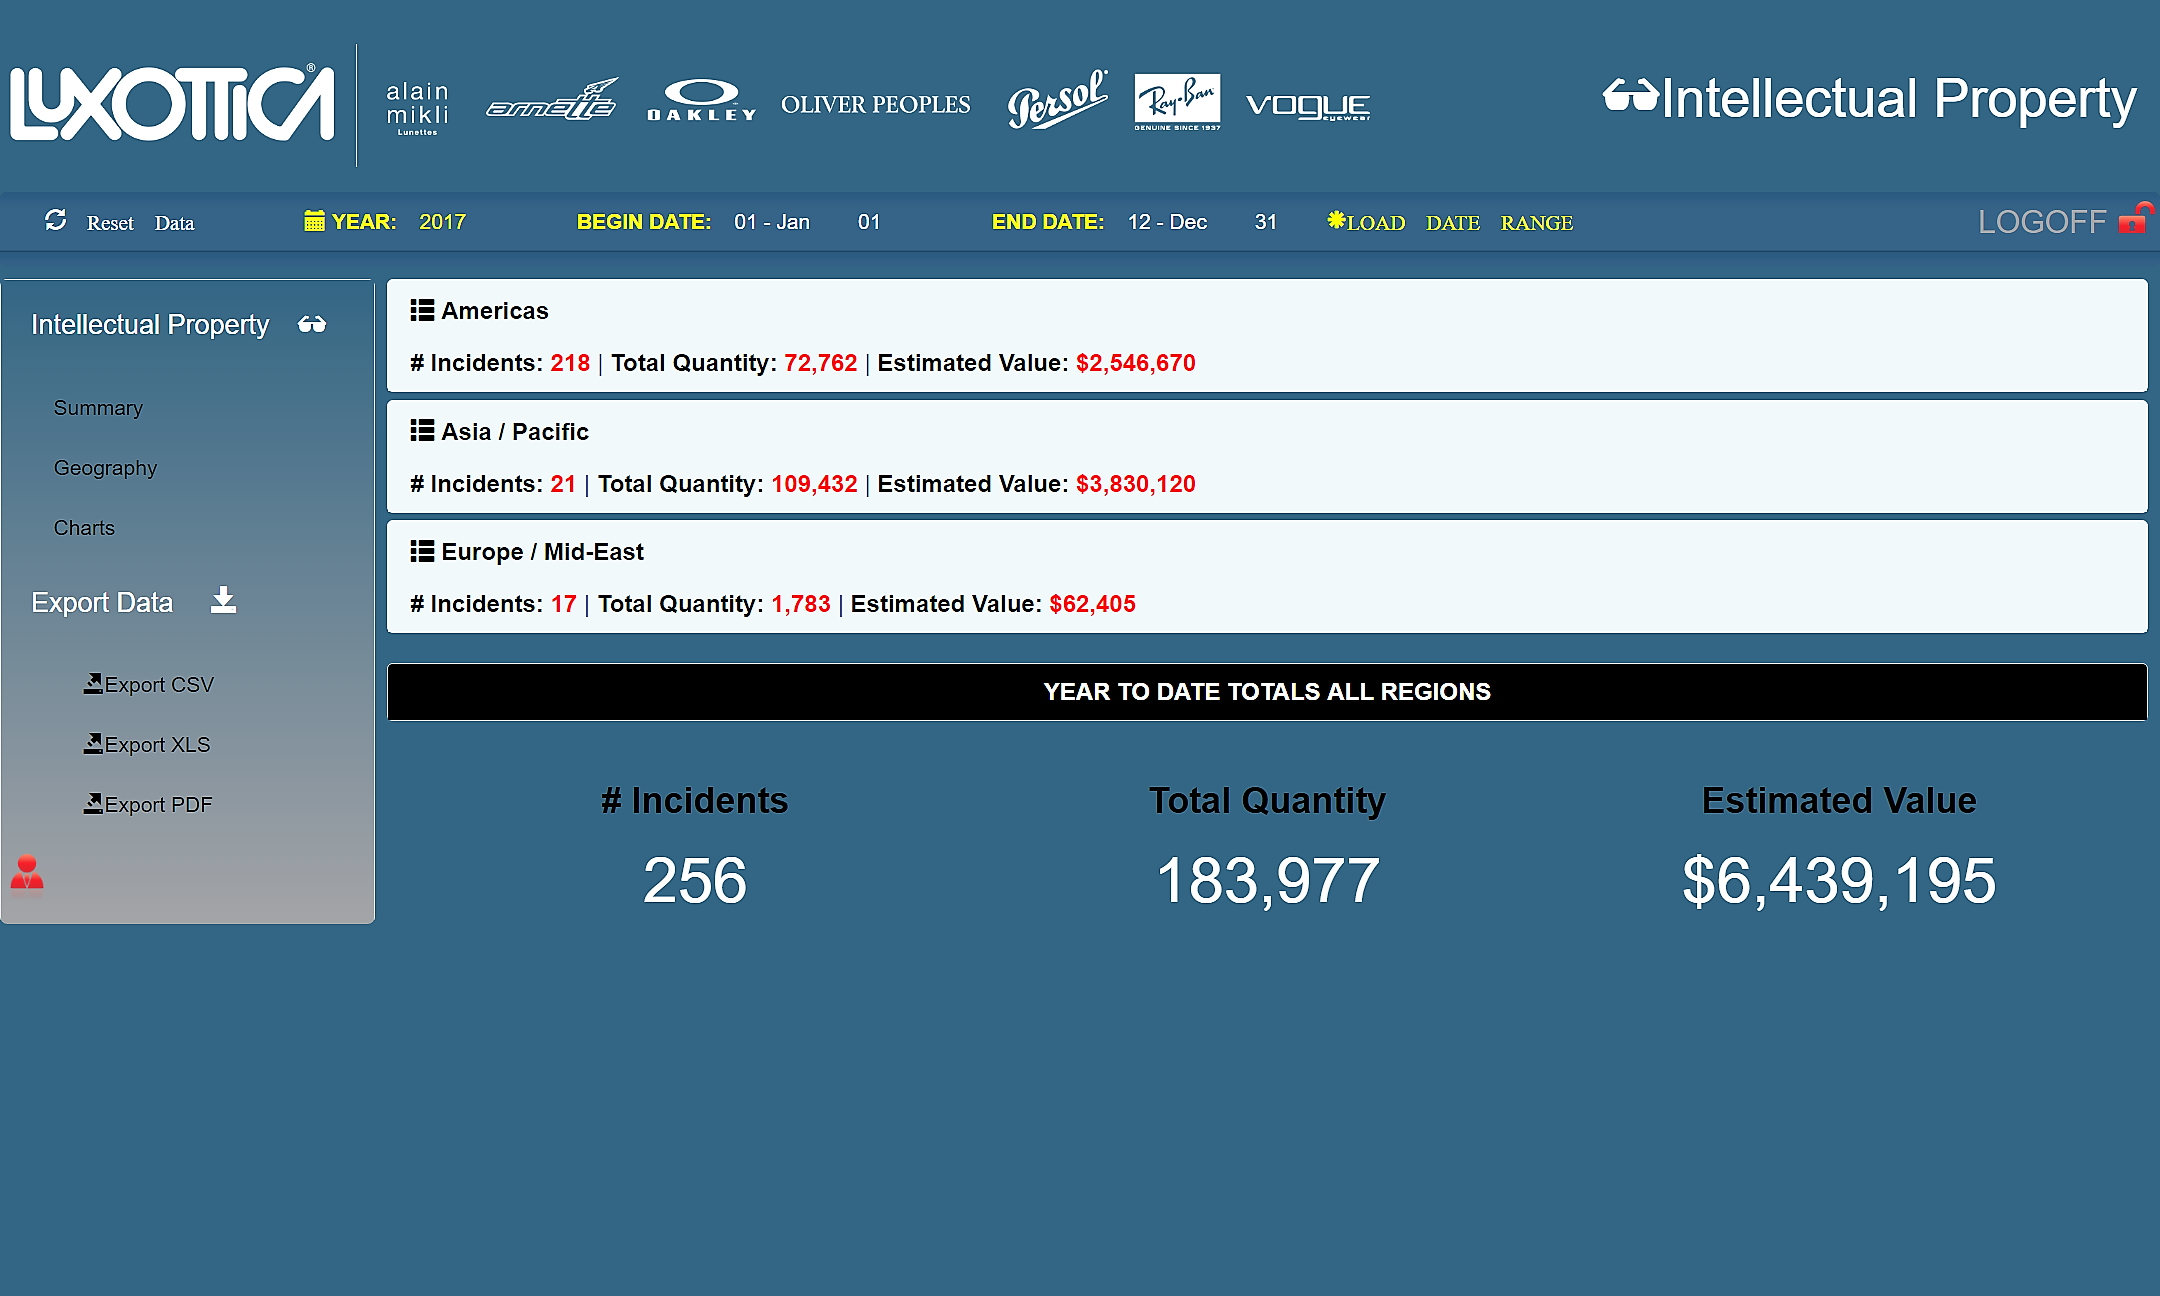 LUXOTTICA®
alain
mikli
Lunettes
arnette
OAKLEY
OLIVER PEOPLES
Persol
Ray-Ban
GENUINE SINCE 1937
VOGUE
EYEWEAR
Intellectual Property
Reset Data YEAR: 2017 BEGIN DATE: 01 - Jan 01 END DATE: 12 - Dec 31 LOAD DATE RANGE LOGOFF
Intellectual Property
Summary
Geography
Charts
Export Data
Export CSV
Export XLS
Export PDF
Americas
# Incidents: 218 | Total Quantity: 72,762 | Estimated Value: $2,546,670
Asia / Pacific
# Incidents: 21 | Total Quantity: 109,432 | Estimated Value: $3,830,120
Europe / Mid-East
# Incidents: 17 | Total Quantity: 1,783 | Estimated Value: $62,405
YEAR TO DATE TOTALS ALL REGIONS
# Incidents Total Quantity Estimated Value
256 183,977 $6,439,195